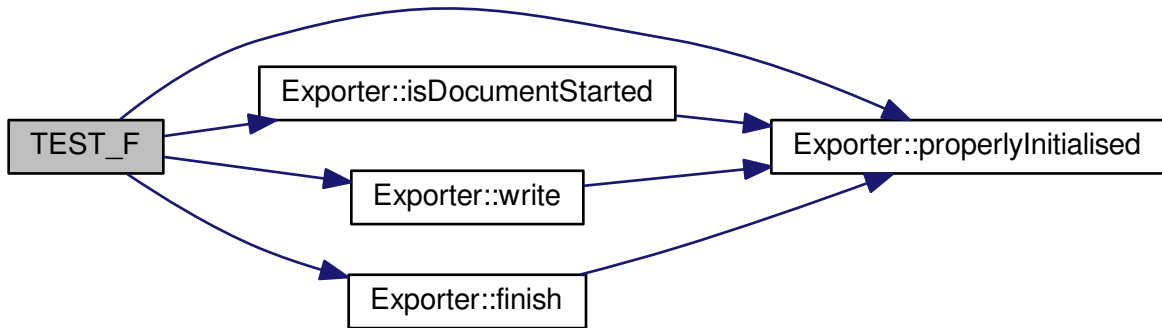 Exporter::isDocumentStarted
TEST_F
Exporter::properlyInitialised
Exporter::write
Exporter::finish